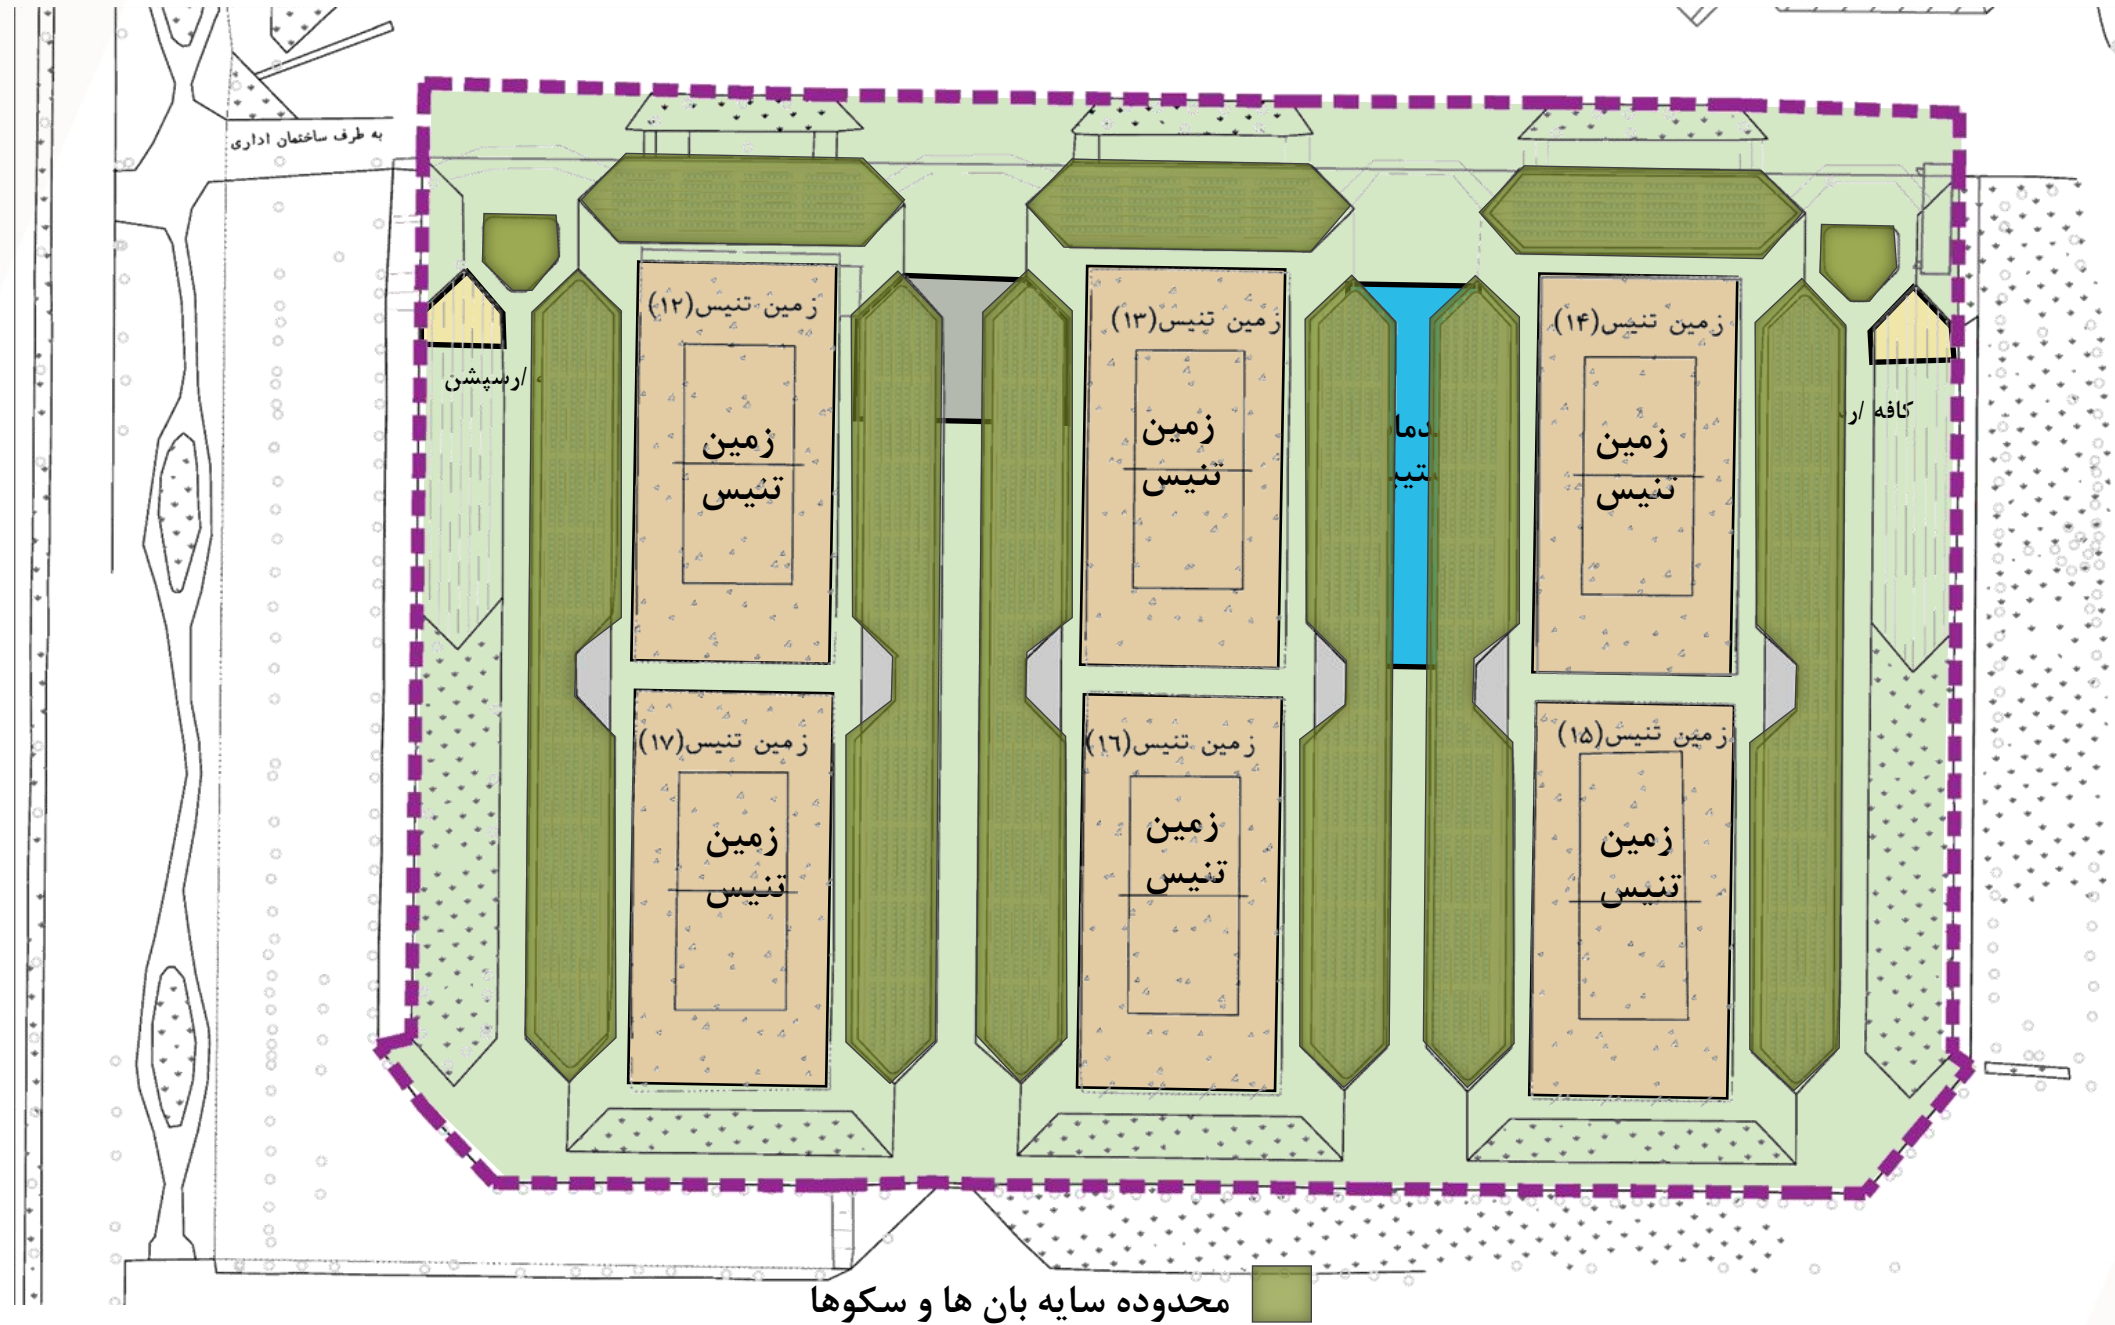 به طرف ساختمان اداری
زمین تنیس(۱۲)
زمین تنیس(۱۳)
زمین تنیس(۱۴)
/رسپشن
کافه /ر
زمین
تنیس
زمین
تنیس
زمین
تنیس
زمین تنیس(۱۷)
زمین تنیس(۱٦)
زمین تنیس(۱۵)
زمین
تنیس
زمین
تنیس
زمین
تنیس
محدوده سایه بان ها و سکوها